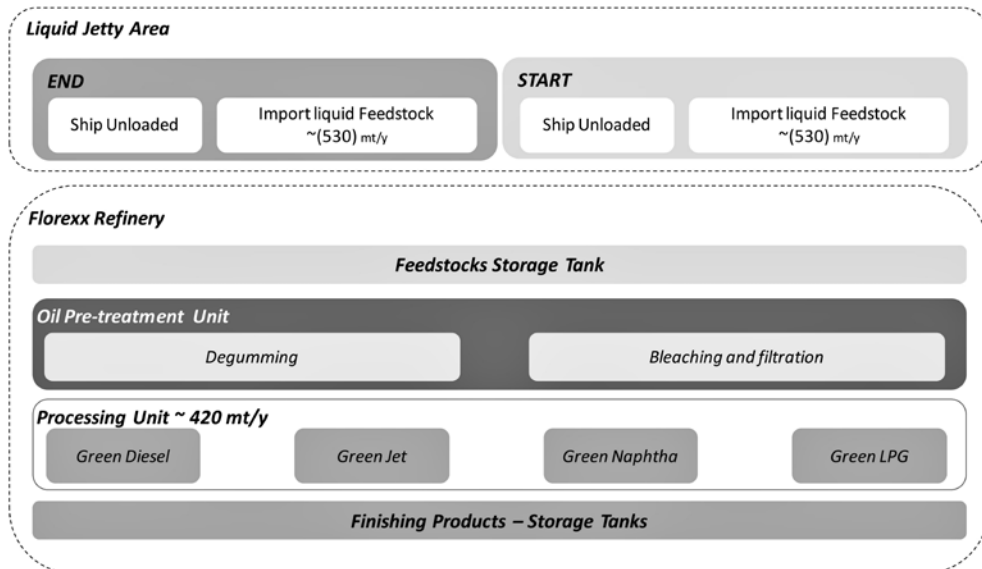 Liquid Jetty Area
END
Ship Unloaded
Import liquid Feedstock
~(530) mt/y
START
Ship Unloaded
Import liquid Feedstock
~(530) mt/y
Florexx Refinery
Feedstocks Storage Tank
Oil Pre-treatment Unit
Degumming
Bleaching and filtration
Processing Unit ~ 420 mt/y
Green Diesel
Green Jet
Green Naphtha
Green LPG
Finishing Products – Storage Tanks